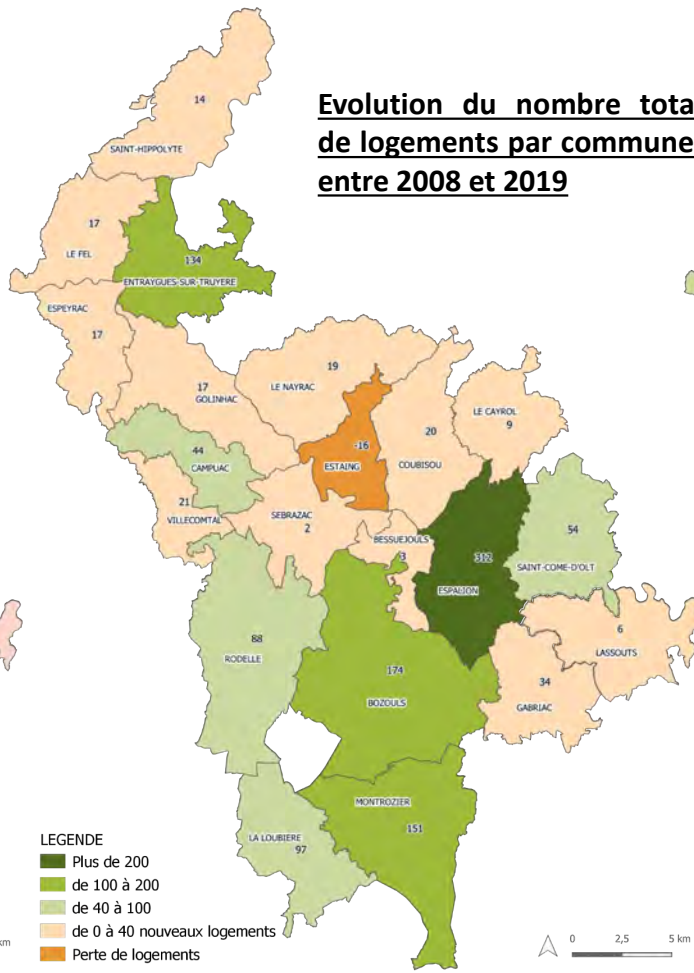 Evolution du nombre tota
de logements par commune
entre 2008 et 2019
14
SAINT-HIPPOLYTE
17
LE FEL
134
ENTRAYGUES-SUR-TRUYERE
ESPEYRAC
17
17
GOLINHAC
19
LE NAYRAC
-16
ESTAING
20
COUBISOU
LE CAYROL
9
44
CAMPUAC
21
VILLECOMTAL
SEBRAZAC
2
BESSUEJOULS
3
312
ESPALION
54
SAINT-COME-D'OLT
6
LASSOUTS
34
GABRIAC
88
RODELLE
174
BOZOULS
MONTROZIER
151
LA LOUBIERE
97
LEGENDE
Plus de 200
de 100 à 200
de 40 à 100
de 0 à 40 nouveaux logements
Perte de logements
km
0 2,5 5 km